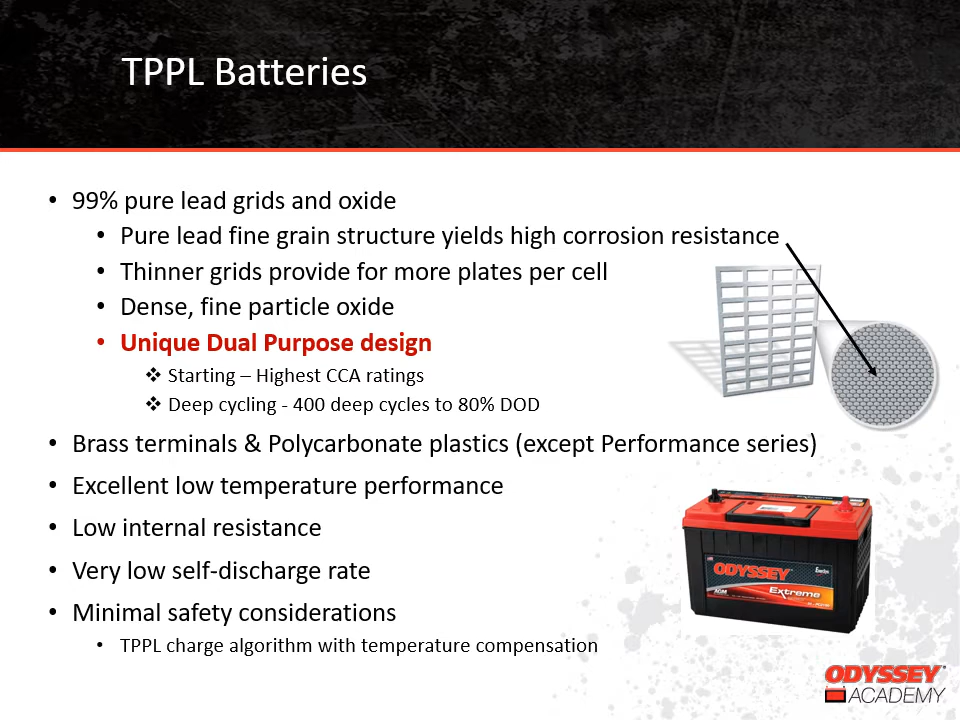 TPPL Batteries
• 99% pure lead grids and oxide
• Pure lead fine grain structure yields high corrosion resistance
• Thinner grids provide for more plates per cell
• Dense, fine particle oxide
• Unique Dual Purpose design
❖ Starting – Highest CCA ratings
❖ Deep cycling - 400 deep cycles to 80% DOD
• Brass terminals & Polycarbonate plastics (except Performance series)
• Excellent low temperature performance
• Low internal resistance
• Very low self-discharge rate
• Minimal safety considerations
• TPPL charge algorithm with temperature compensation
ODYSSEY
Extreme
ODYSSEY
ACADEMY